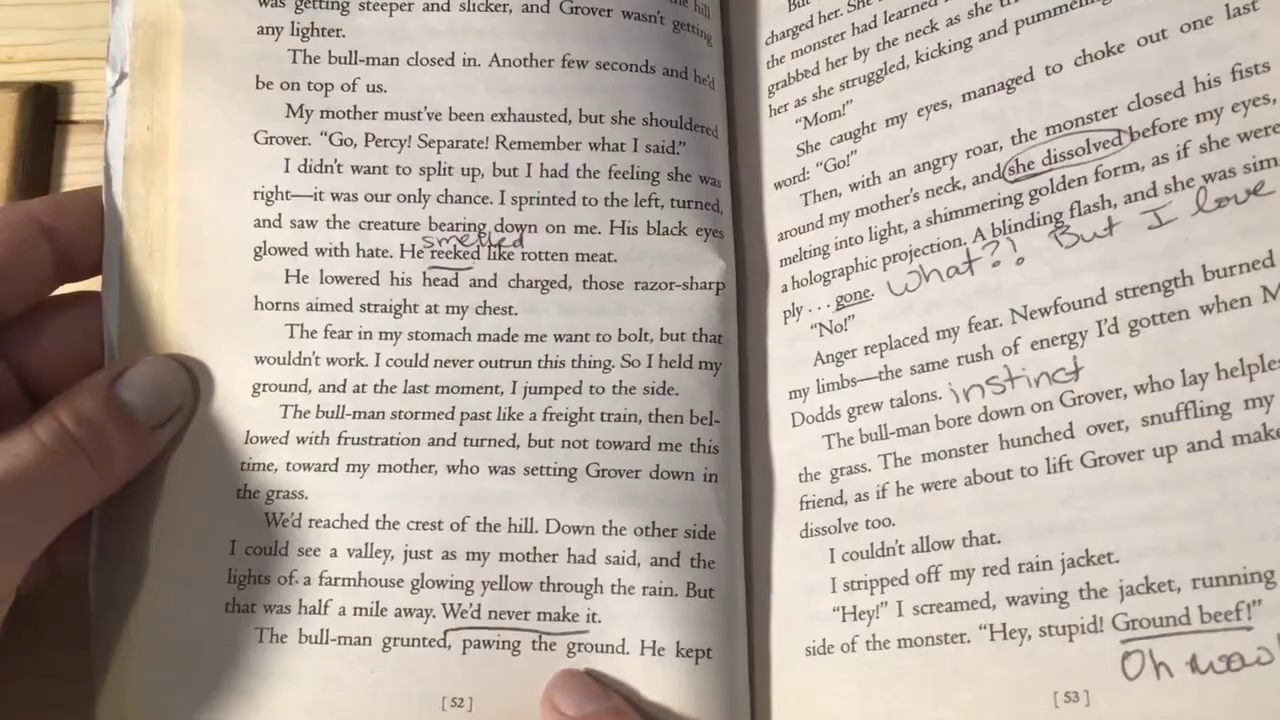 was getting steeper and slicker, and Grover wasn't getting
any lighter.
The bull-man closed in. Another few seconds and he'd
be on top of us.
My mother must've been exhausted, but she shouldered
Grover. "Go, Percy! Separate! Remember what I said."
I didn't want to split up, but I had the feeling she was
right—it was our only chance. I sprinted to the left, turned,
and saw the creature bearing down on me. His black eyes
smelled
glowed with hate. He reeked like rotten meat.
He lowered his head and charged, those razor-sharp
horns aimed straight at my chest.
The fear in my stomach made me want to bolt, but that
wouldn't work. I could never outrun this thing. So I held my
ground, and at the last moment, I jumped to the side.
The bull-man stormed past like a freight train, then bel-
lowed with frustration and turned, but not toward me this
time, toward my mother, who was setting Grover down in
the grass.
We'd reached the crest of the hill. Down the other side
I could see a valley, just as my mother had said, and the
lights of a farmhouse glowing yellow through the rain. But
that was half a mile away. We'd never make it.
The bull-man grunted, pawing the ground. He kept
[ 52 ]
charged her. She
the monster had learned
grabbed her by the neck as she
her as she struggled, kicking and
"Mom!"
She caught my eyes, managed to choke out one last
word: "Go!"
Then, with an angry roar, the monster closed his fists
around my mother's neck, and she dissolved before my eyes,
melting into light, a shimmering golden form, as if she were
a holographic projection. A blinding flash, and she was sim
ply . . . gone. What?! But I love
"No!"
Anger replaced my fear. Newfound strength burned
my limbs—the same rush of energy I'd gotten when M
Dodds grew talons. instinct
The bull-man bore down on Grover, who lay helple
the grass. The monster hunched over, snuffling my
friend, as if he were about to lift Grover up and make
dissolve too.
I couldn't allow that.
I stripped off my red rain jacket.
"Hey!" I screamed, waving the jacket, running
side of the monster. "Hey, stupid! Ground beef!"
Oh
[ 53 ]